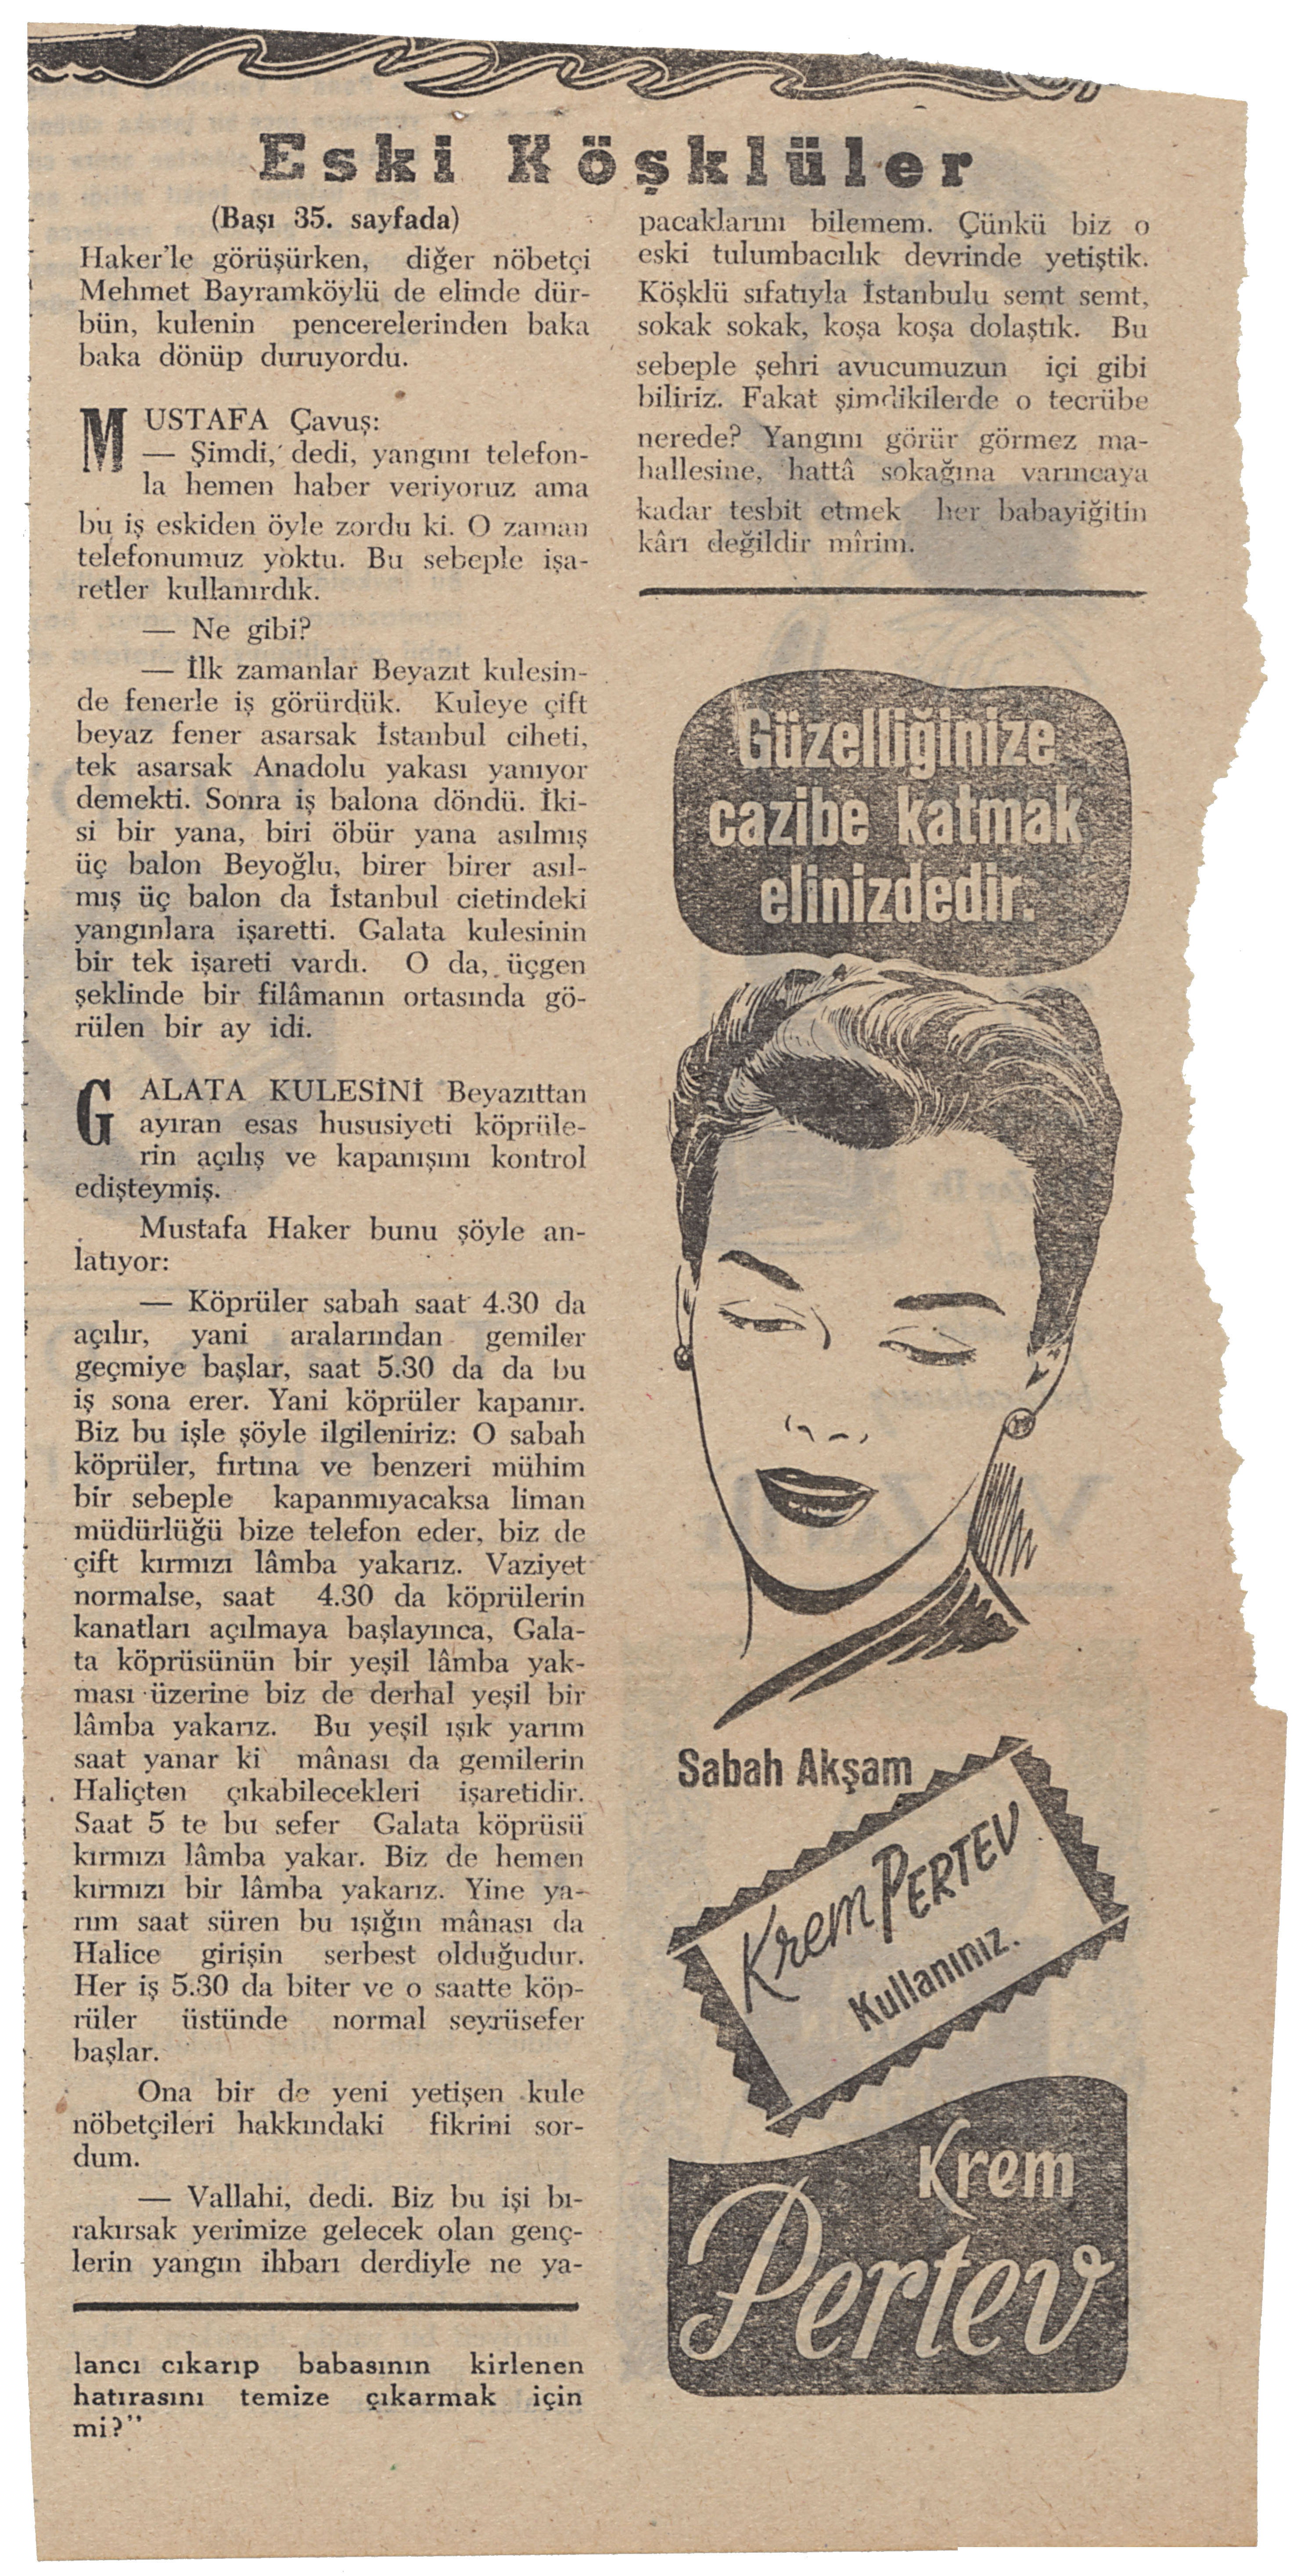 Eski Köşklüler
(Başı 35. sayfada)
Haker'le görüşürken, diğer nöbetçi
Mehmet Bayramköylü de elinde dür-
bün, kulenin pencerelerinden baka
baka dönüp duruyordu.
MUSTAFA Çavuş:
— Şimdi, dedi, yangını telefon-
la hemen haber veriyoruz ama
bu iş eskiden öyle zordu ki. O zaman
telefonumuz yoktu. Bu sebeple işa-
retler kullanırdık.
— Ne gibi?
— İlk zamanlar Beyazıt kulesin-
de fenerle iş görürdük. Kuleye çift
beyaz fener asarsak İstanbul ciheti,
tek asarsak Anadolu yakası yanıyor
demekti. Sonra iş balona döndü. İki-
si bir yana, biri öbür yana asılmış
üç balon Beyoğlu, birer birer asıl-
mış üç balon da İstanbul cietindeki
yangınlara işaretti. Galata kulesinin
bir tek işareti vardı. O da, üçgen
şeklinde bir filâmanın ortasında gö-
rülen bir ay idi.
GALATA KULESİNİ Beyazıttan
ayıran esas hususiyeti köprüle-
rin açılış ve kapanışını kontrol
edişteymiş.
Mustafa Haker bunu şöyle an-
latıyor:
— Köprüler sabah saat 4.30 da
açılır, yani aralarından gemiler
geçmiye başlar, saat 5.30 da da bu
iş sona erer. Yani köprüler kapanır.
Biz bu işle şöyle ilgileniriz: O sabah
köprüler, fırtına ve benzeri mühim
bir sebeple kapanmıyacaksa liman
müdürlüğü bize telefon eder, biz de
çift kırmızı lâmba yakarız. Vaziyet
normalse, saat 4.30 da köprülerin
kanatları açılmaya başlayınca, Gala-
ta köprüsünün bir yeşil lâmba yak-
ması üzerine biz de derhal yeşil bir
lâmba yakarız. Bu yeşil ışık yarım
saat yanar ki mânası da gemilerin
Haliçten çıkabilecekleri işaretidir.
Saat 5 te bu sefer Galata köprüsü
kırmızı lâmba yakar. Biz de hemen
kırmızı bir lâmba yakarız. Yine ya-
rım saat süren bu ışığın mânası da
Halice girişin serbest olduğudur.
Her iş 5.30 da biter ve o saatte köp-
rüler üstünde normal seyrüsefer
başlar.
Ona bir de yeni yetişen kule
nöbetçileri hakkındaki fikrini sor-
dum.
— Vallahi, dedi. Biz bu işi bı-
rakırsak yerimize gelecek olan genç-
lerin yangın ihbarı derdiyle ne ya-
lancı cıkarıp babasının kirlenen
hatırasını temize çıkarmak için
mi?"
pacaklarını bilemem. Çünkü biz o
eski tulumbacılık devrinde yetiştik.
Köşklü sıfatıyla İstanbulu semt semt,
sokak sokak, koşa koşa dolaştık. Bu
sebeple şehri avucumuzun içi gibi
biliriz. Fakat şimdikilerde o tecrübe
nerede? Yangını görür görmez ma-
hallesine, hattâ sokağına varıncaya
kadar tesbit etmek her babayiğitin
kârı değildir mîrim.
Güzelliğinize
cazibe katmak
elinizdedir.
Sabah Akşam
Krem PERTEV
Kullanınız.
Krem
Pertev